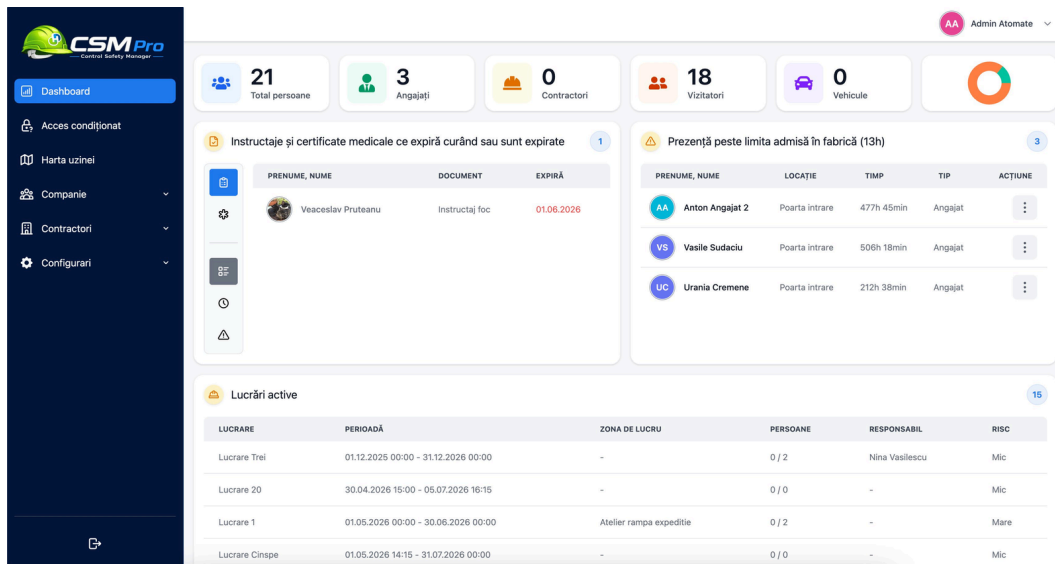 CSM Pro
Control Safety Manager
AA Admin Atomate
Dashboard
Acces condiționat
Harta uzinei
Companie
Contractori
Configurari
21
Total persoane
3
Angajați
0
Contractori
18
Vizitatori
0
Vehicule
Instructaje și certificate medicale ce expiră curând sau sunt expirate 1
PRENUME, NUME DOCUMENT EXPIRĂ
Veaceslav Pruteanu Instructaj foc 01.06.2026
Prezență peste limita admisă în fabrică (13h) 3
PRENUME, NUME LOCAȚIE TIMP TIP ACȚIUNE
AA Anton Angajat 2 Poarta intrare 477h 45min Angajat
VS Vasile Sudaciu Poarta intrare 506h 18min Angajat
UC Urania Cremene Poarta intrare 212h 38min Angajat
Lucrări active 15
LUCRARE PERIOADĂ ZONA DE LUCRU PERSOANE RESPONSABIL RISC
Lucrare Trei 01.12.2025 00:00 - 31.12.2026 00:00 - 0 / 2 Nina Vasilescu Mic
Lucrare 20 30.04.2026 15:00 - 05.07.2026 16:15 - 0 / 0 - Mic
Lucrare 1 01.05.2026 00:00 - 30.06.2026 00:00 Atelier rampa expeditie 0 / 2 - Mare
Lucrare Cinspe 01.05.2026 14:15 - 31.07.2026 00:00 - 0 / 0 - Mic